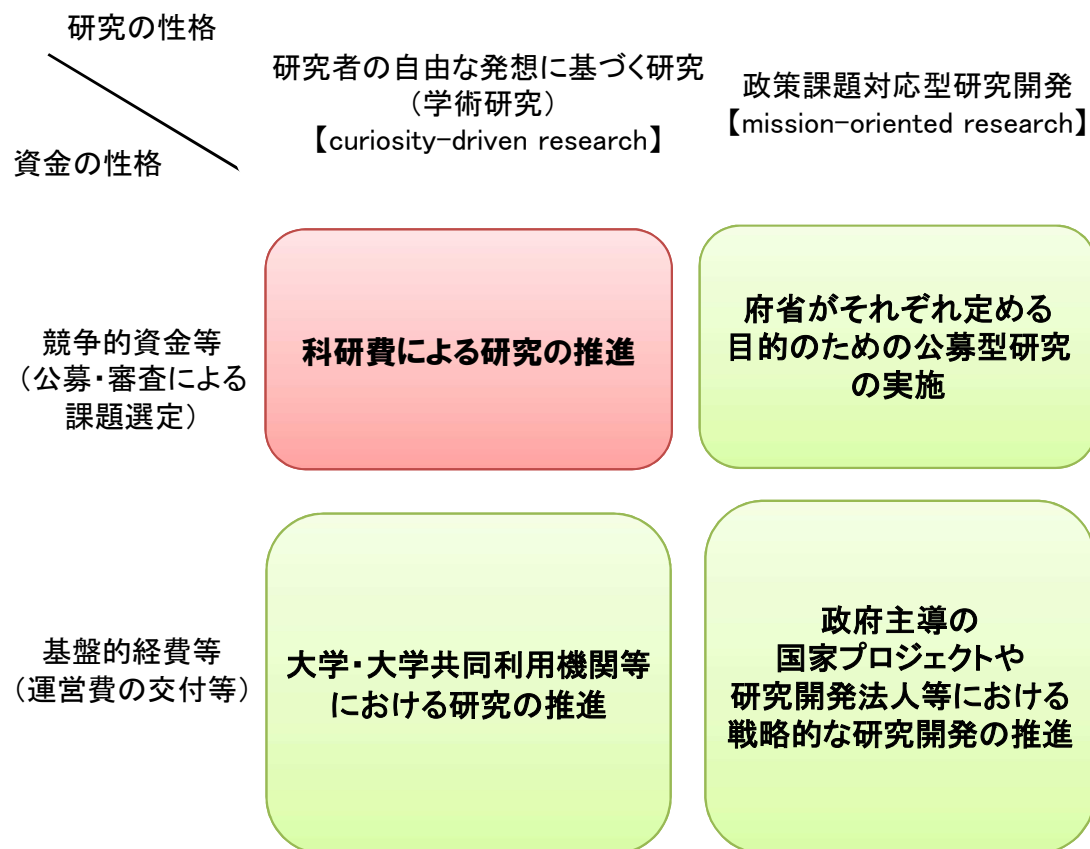 研究の性格
資金の性格
研究者の自由な発想に基づく研究
（学術研究）
【curiosity-driven research】
政策課題対応型研究開発
【mission-oriented research】
競争的資金等
（公募・審査による
課題選定）
科研費による研究の推進
府省がそれぞれ定める
目的のための公募型研究
の実施
基盤的経費等
（運営費の交付等）
大学・大学共同利用機関等
における研究の推進
政府主導の
国家プロジェクトや
研究開発法人等における
戦略的な研究開発の推進